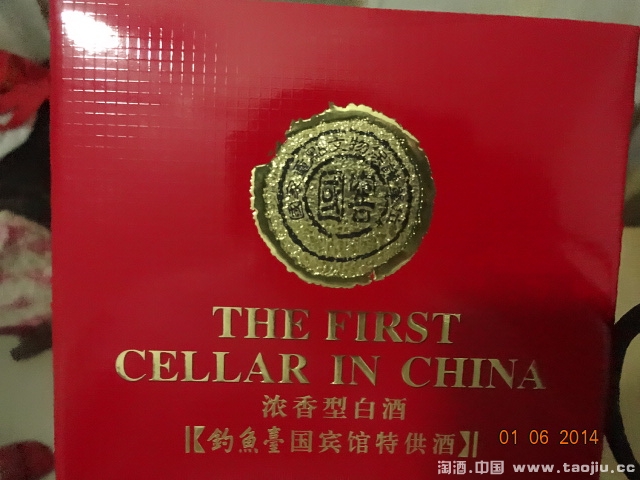 THE FIRST
CELLAR IN CHINA
浓香型白酒
【釣魚臺国宾馆特供酒】
01 06 2014
淘酒.中国 www.taojiu.cc